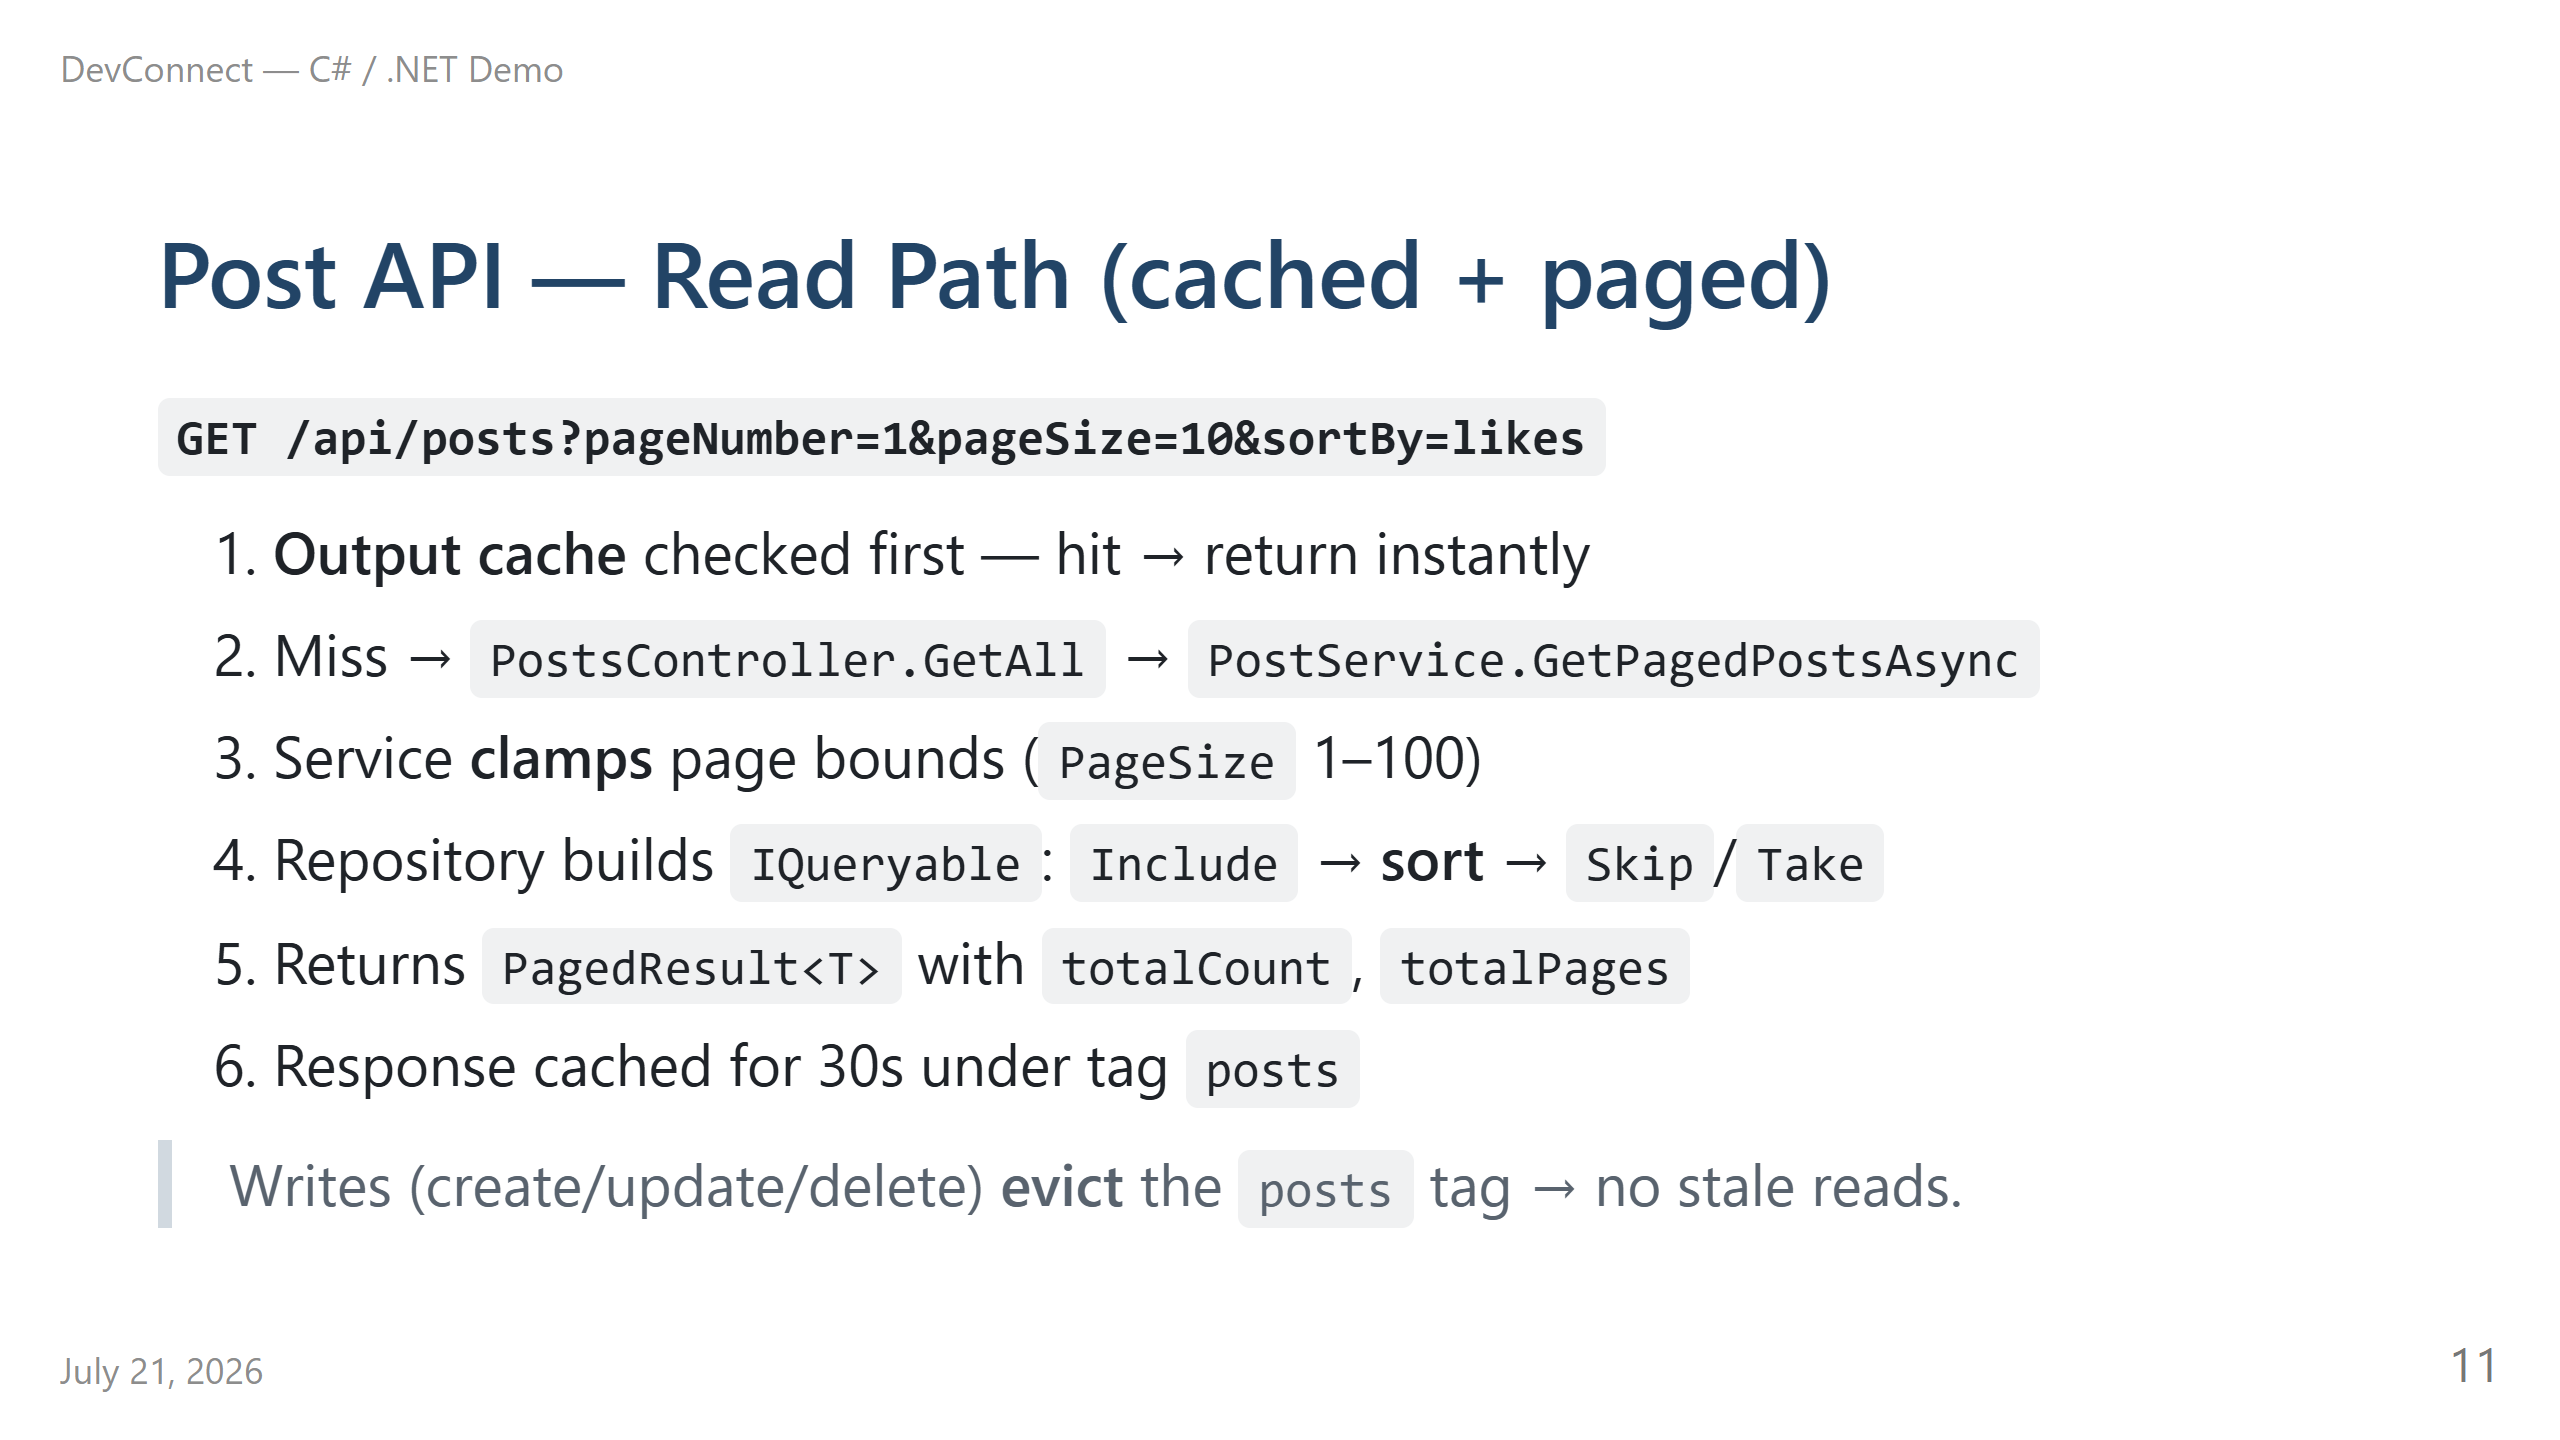 DevConnect — C# / .NET Demo
Post API — Read Path (cached + paged)
GET /api/posts?pageNumber=1&pageSize=10&sortBy=likes
1. Output cache checked first — hit → return instantly
2. Miss → PostsController.GetAll → PostService.GetPagedPostsAsync
3. Service clamps page bounds (PageSize 1–100)
4. Repository builds IQueryable: Include → sort → Skip/Take
5. Returns PagedResult<T> with totalCount, totalPages
6. Response cached for 30s under tag posts
Writes (create/update/delete) evict the posts tag → no stale reads.
July 21, 2026
11